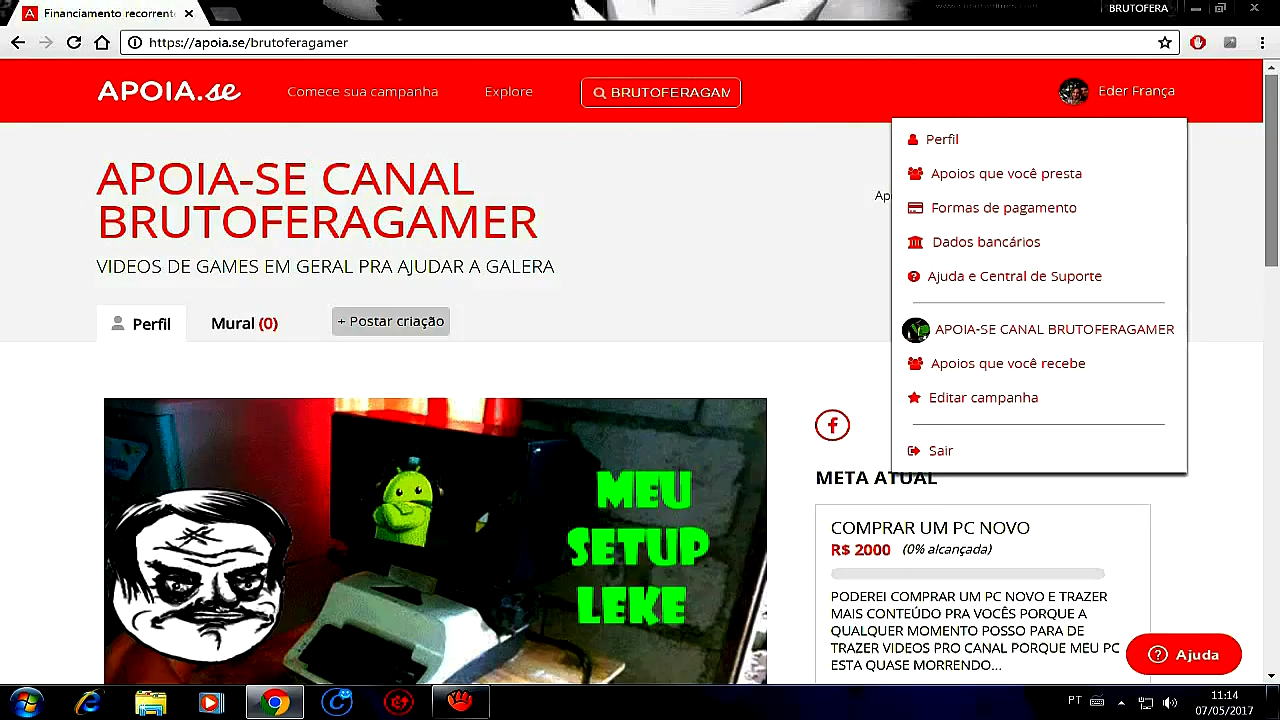 Financiamento recorrent
BRUTOFERA
https://apoia.se/brutoferagamer
APOIA.se
Comece sua campanha
Explore
BRUTOFERAGAM
Eder França
Perfil
Apoios que você presta
Formas de pagamento
Dados bancários
Ajuda e Central de Suporte
APOIA-SE CANAL BRUTOFERAGAMER
Apoios que você recebe
Editar campanha
Sair
APOIA-SE CANAL
BRUTOFERAGAMER
Ap
VIDEOS DE GAMES EM GERAL PRA AJUDAR A GALERA
Perfil
Mural (0)
+ Postar criação
MEU
SETUP
LEKE
META ATUAL
COMPRAR UM PC NOVO
R$ 2000 (0% alcançada)
PODEREI COMPRAR UM PC NOVO E TRAZER
MAIS CONTEÚDO PRA VOCÊS PORQUE A
QUALQUER MOMENTO POSSO PARA DE
TRAZER VIDEOS PRO CANAL PORQUE MEU PC
ESTA QUASE MORRENDO...
Ajuda
PT
11:14
07/05/2017